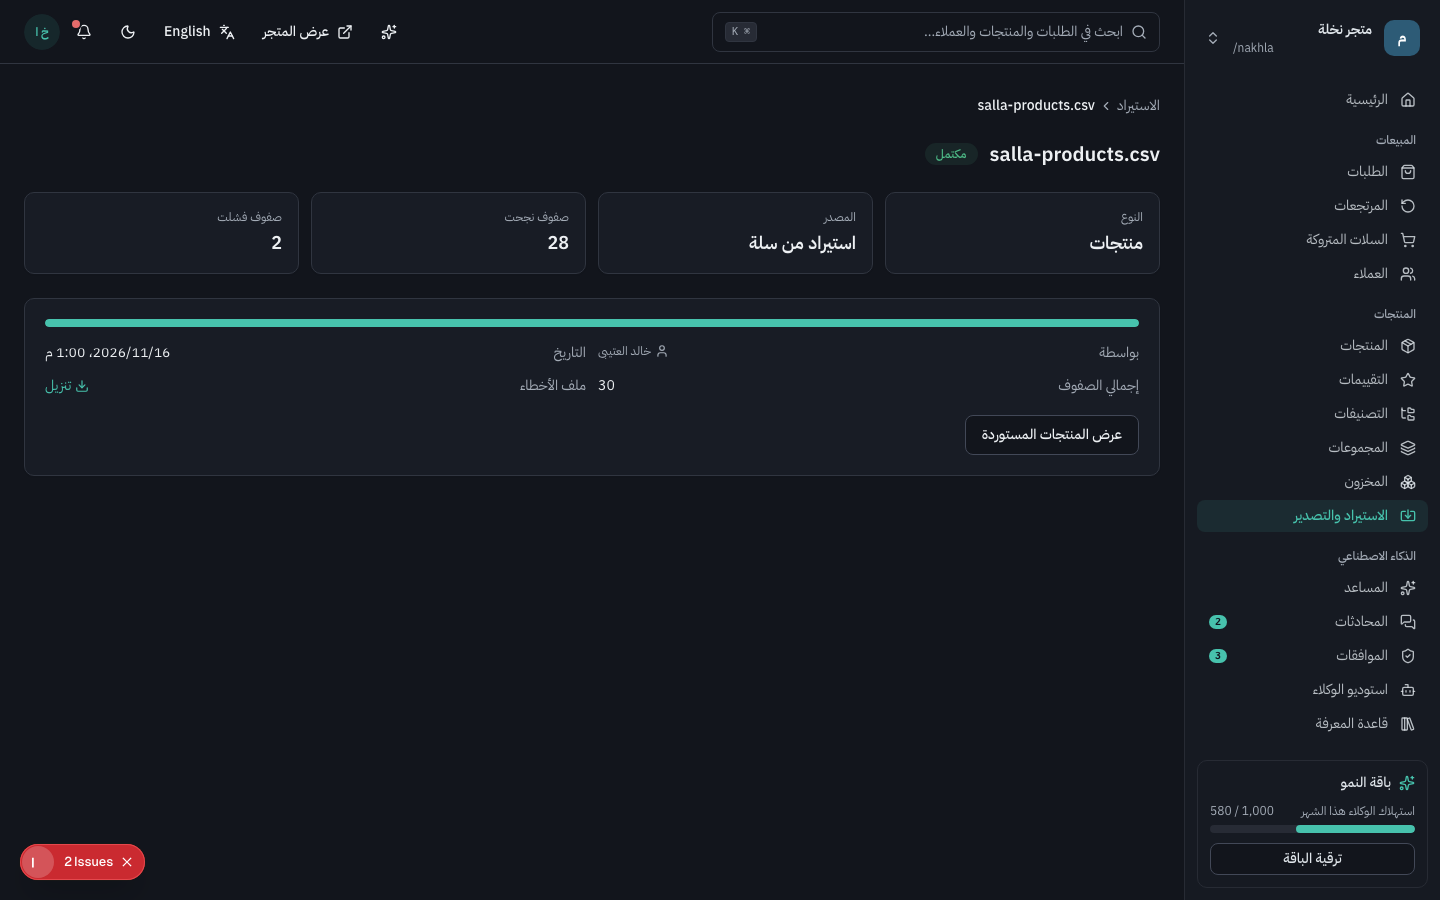 متجر نخلة
/nakhla
ابحث في الطلبات والمنتجات والعملاء...
⌘ K
عرض المتجر
English
خ ا
الرئيسية
المبيعات
الطلبات
المرتجعات
السلات المتروكة
العملاء
المنتجات
المنتجات
التقييمات
التصنيفات
المجموعات
المخزون
الاستيراد والتصدير
الذكاء الاصطناعي
المساعد
المحادثات 2
الموافقات 3
استوديو الوكلاء
قاعدة المعرفة
باقة النمو
استهلاك الوكلاء هذا الشهر 580 / 1,000
ترقية الباقة
الاستيراد › salla-products.csv
salla-products.csv مكتمل
النوع
منتجات
المصدر
استيراد من سلة
صفوف نجحت
28
صفوف فشلت
2
بواسطة خالد العتيبي
التاريخ 2026/11/16، 1:00 م
إجمالي الصفوف 30
ملف الأخطاء تنزيل
عرض المنتجات المستوردة
2 Issues
م